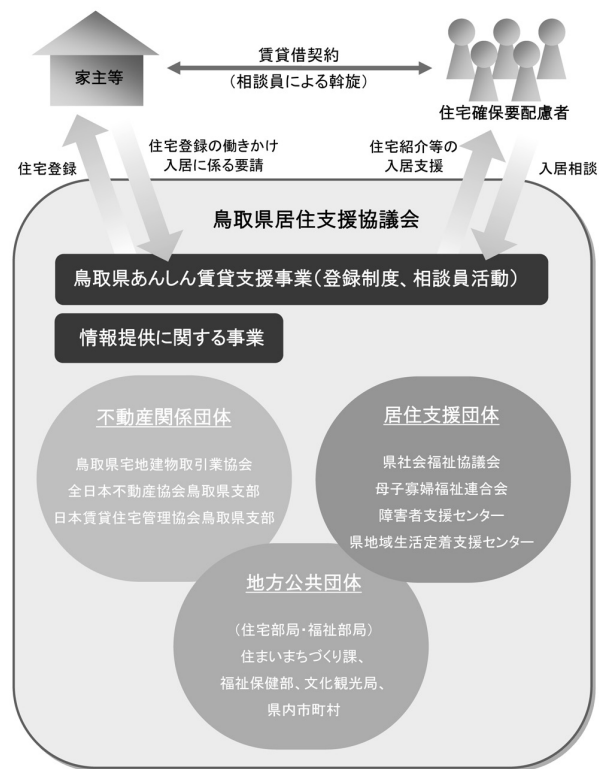 家主等
賃貸借契約
(相談員による斡旋)
住宅確保要配慮者
住宅登録
住宅登録の働きかけ
入居に係る要請
住宅紹介等の
入居支援
入居相談
鳥取県居住支援協議会
鳥取県あんしん賃貸支援事業(登録制度、相談員活動)
情報提供に関する事業
不動産関係団体
鳥取県宅地建物取引業協会
全日本不動産協会鳥取県支部
日本賃貸住宅管理協会鳥取県支部
居住支援団体
県社会福祉協議会
母子寡婦福祉連合会
障害者支援センター
県地域生活定着支援センター
地方公共団体
(住宅部局・福祉部局)
住まいまちづくり課、
福祉保健部、文化観光局、
県内市町村